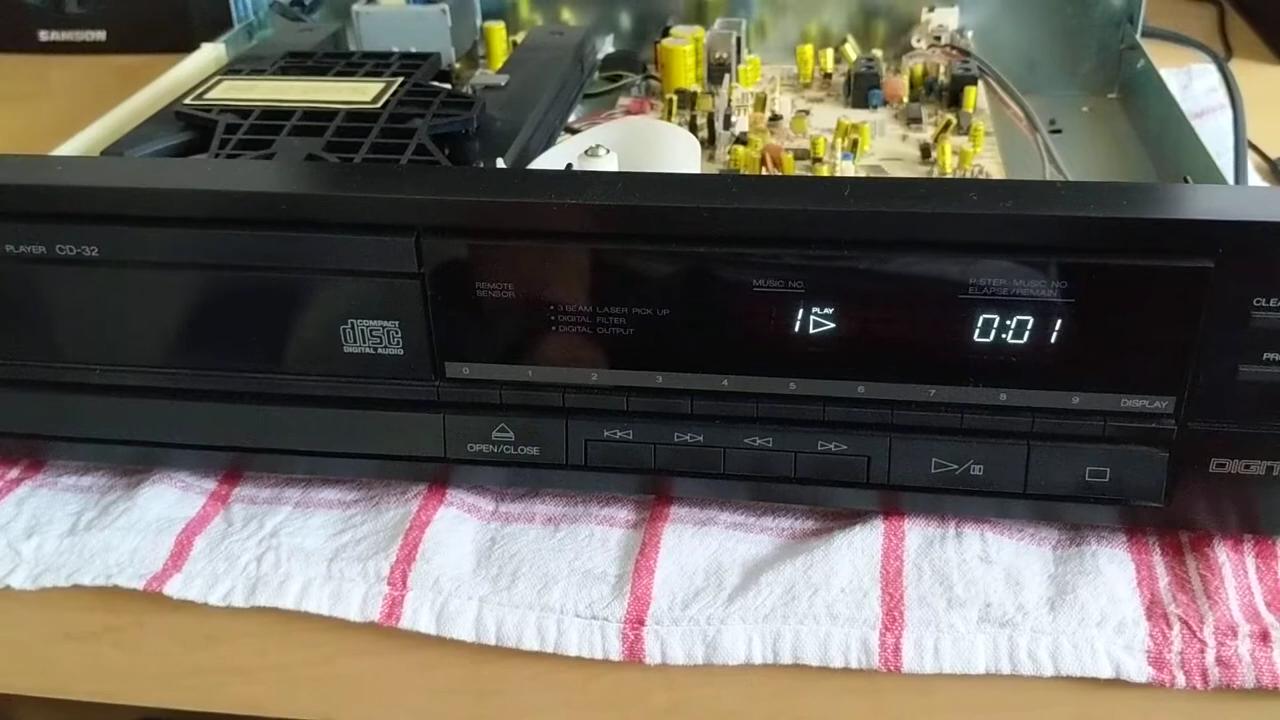 SAMSON
PLAYER CD-32
COMPACT
disc
DIGITAL AUDIO
REMOTE
SENSOR
• 3 BEAM LASER PICK UP
• DIGITAL FILTER
• DIGITAL OUTPUT
MUSIC NO.
1 PLAY
P.STEP, MUSIC NO
ELAPSE/REMAIN
0:01
0 1 2 3 4 5 6 7 8 9 DISPLAY
OPEN/CLOSE
CLEA
PRO
DIGIT